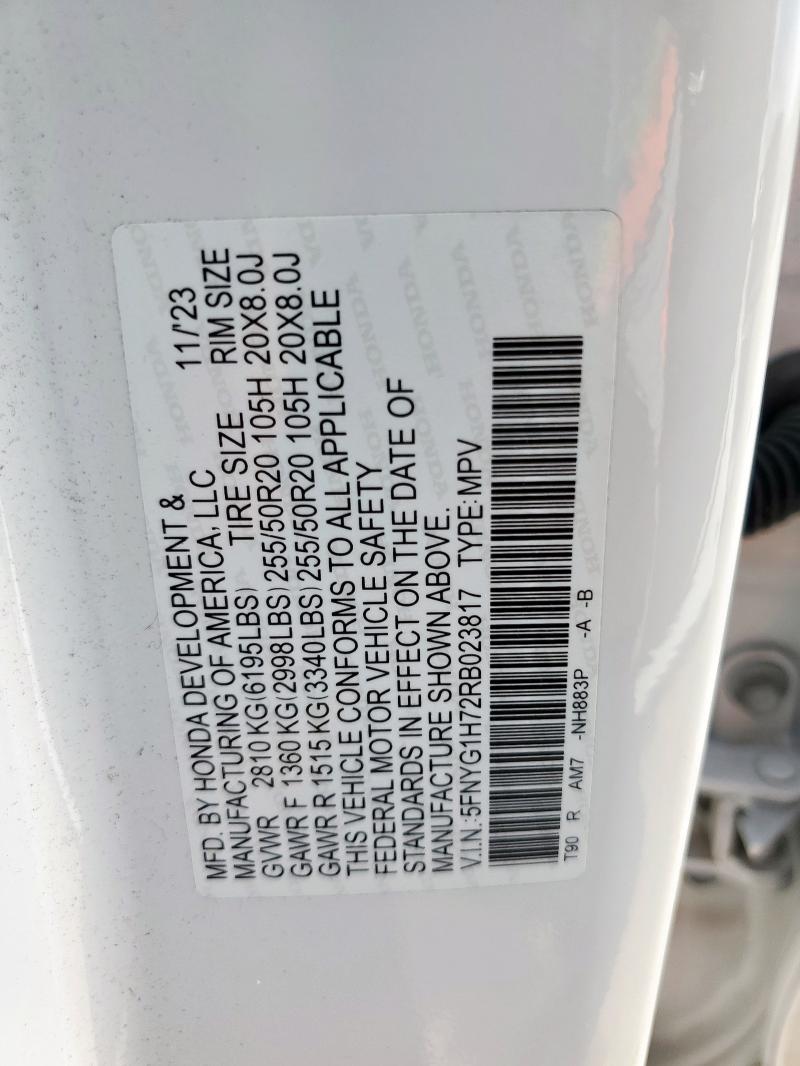 MFD. BY HONDA DEVELOPMENT &
MANUFACTURING OF AMERICA, LLC 11/'23
GVWR 2810 KG(6195LBS) TIRE SIZE RIM SIZE
GAWR F 1360 KG(2998LBS) 255/50R20 105H 20X8.0J
GAWR R 1515 KG(3340LBS) 255/50R20 105H 20X8.0J
THIS VEHICLE CONFORMS TO ALL APPLICABLE
FEDERAL MOTOR VEHICLE SAFETY
STANDARDS IN EFFECT ON THE DATE OF
MANUFACTURE SHOWN ABOVE.
V.I.N.:5FNYG1H72RB023817 TYPE:MPV
T90 R AM7 -NH883P -A -B